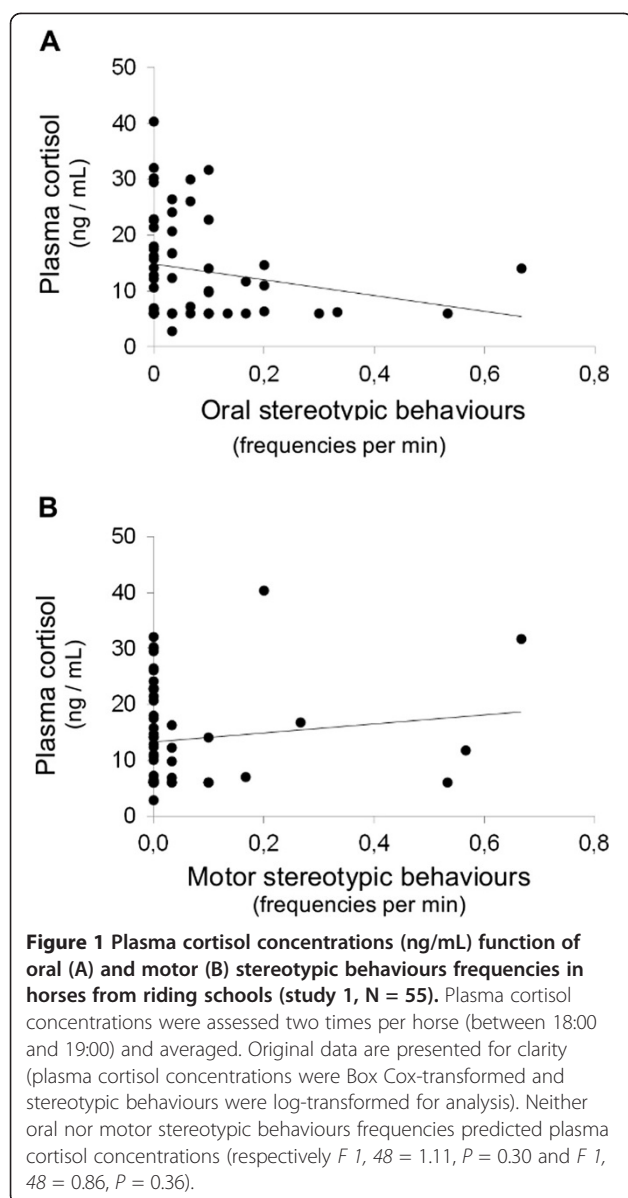 A
Plasma cortisol
(ng / mL)
50
40
30
20
10
0
0
0,2
0,4
0,6
0,8
Oral stereotypic behaviours
(frequencies per min)
B
Plasma cortisol
(ng / mL)
50
40
30
20
10
0
0,0
0,2
0,4
0,6
0,8
Motor stereotypic behaviours
(frequencies per min)
Figure 1 Plasma cortisol concentrations (ng/mL) function of
oral (A) and motor (B) stereotypic behaviours frequencies in
horses from riding schools (study 1, N = 55). Plasma cortisol
concentrations were assessed two times per horse (between 18:00
and 19:00) and averaged. Original data are presented for clarity
(plasma cortisol concentrations were Box Cox-transformed and
stereotypic behaviours were log-transformed for analysis). Neither
oral nor motor stereotypic behaviours frequencies predicted plasma
cortisol concentrations (respectively F 1, 48 = 1.11, P = 0.30 and F 1,
48 = 0.86, P = 0.36).